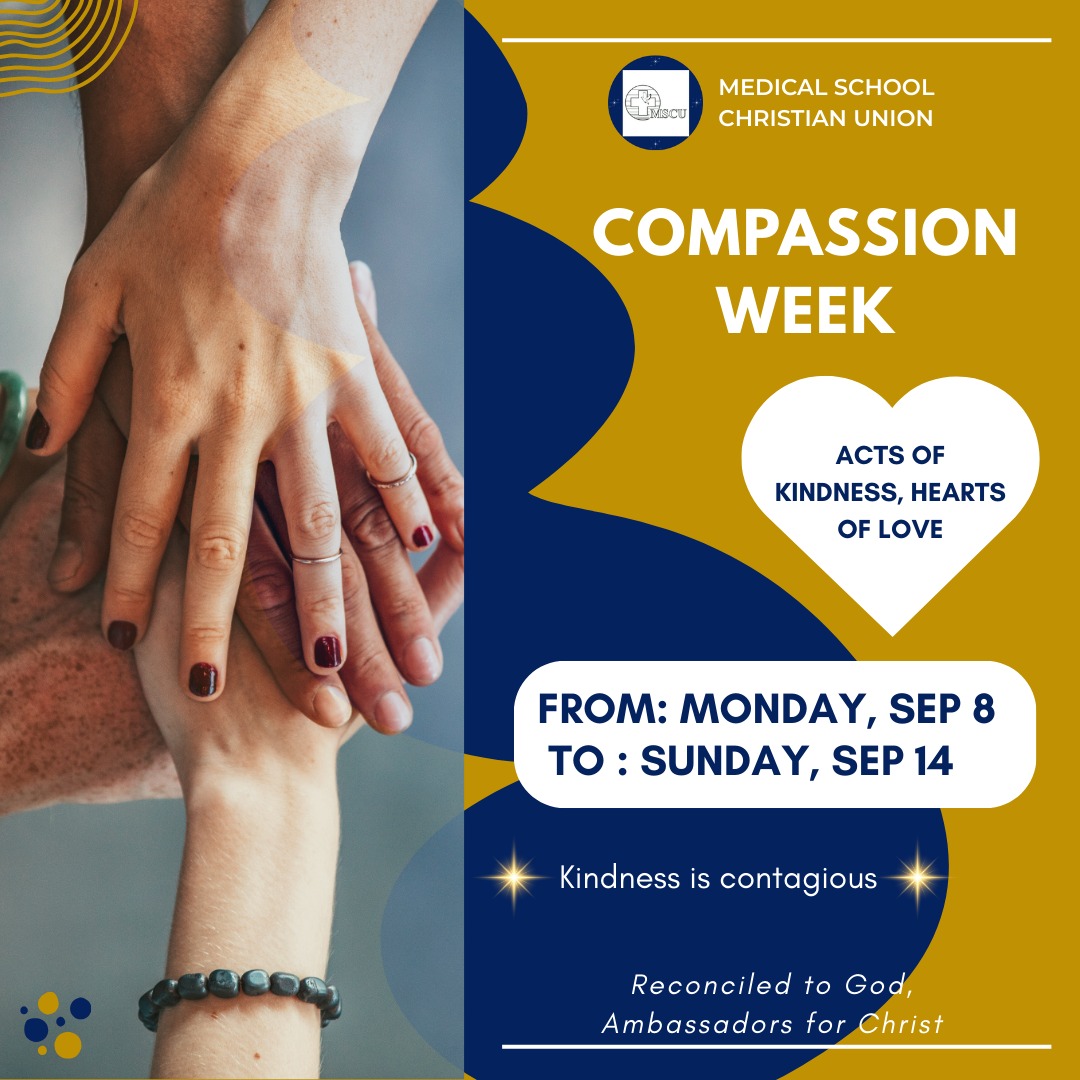 MSCU
MEDICAL SCHOOL
CHRISTIAN UNION
COMPASSION
WEEK
ACTS OF
KINDNESS, HEARTS
OF LOVE
FROM: MONDAY, SEP 8
TO : SUNDAY, SEP 14
Kindness is contagious
Reconciled to God,
Ambassadors for Christ